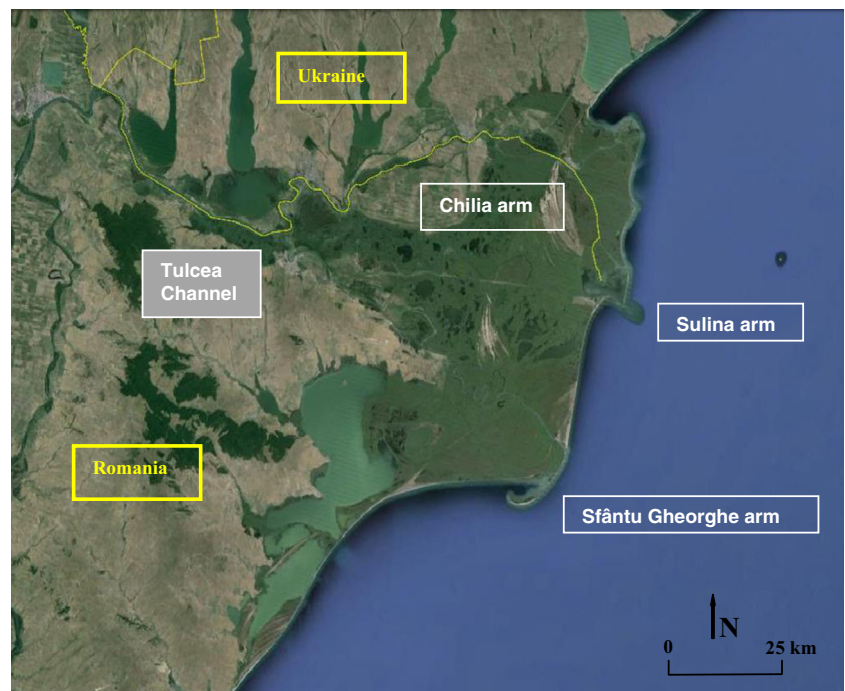 Ukraine
Chilia arm
Tulcea
Channel
Sulina arm
Romania
Sfântu Gheorghe arm
N
0 25 km